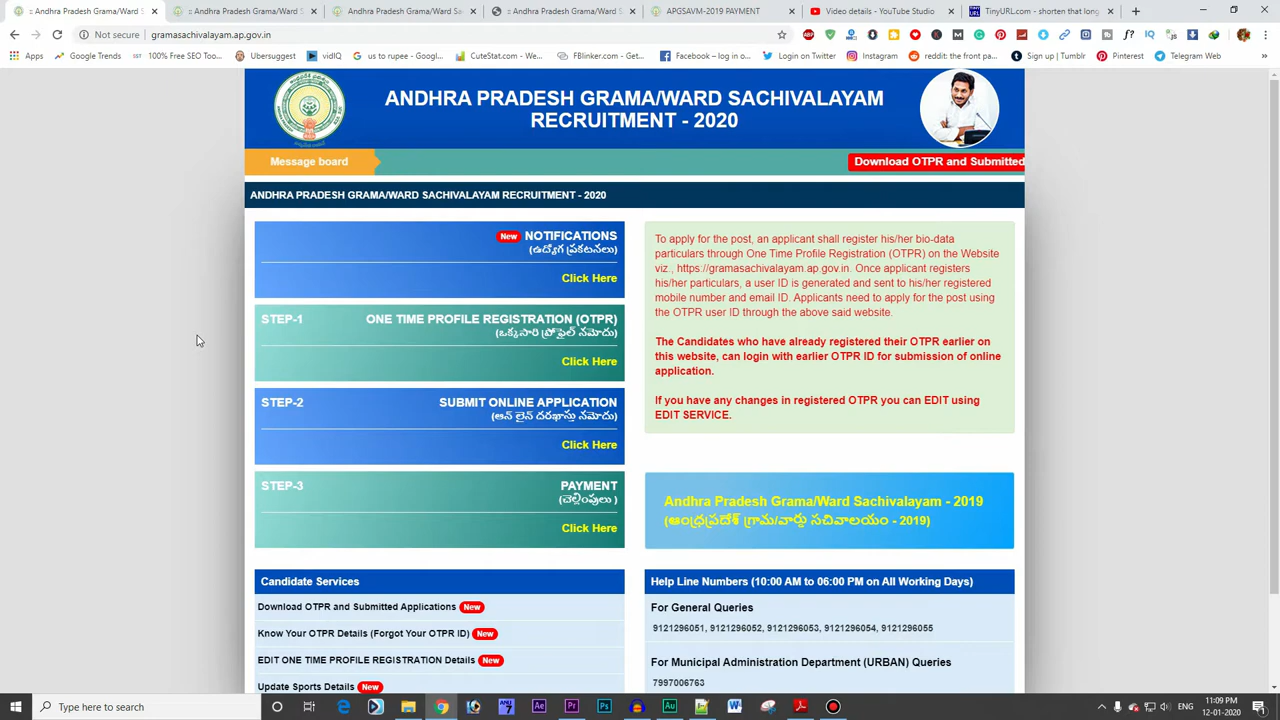 Andhra Pradesh Grama/Ward Sac
:: Andhra Pradesh Grama/Ward S
Andhra Pradesh Grama/Ward Sa
:: Andhra Pradesh Grama/Ward S
APGSAVM-2019 PAYMENT
Video details - YouTube Studio
TinyURL.com - shorten that long
Not secure | gramasachivalayam.ap.gov.in
Apps
Google Trends
100% Free SEO Too...
Ubersuggest
vidIQ
us to rupee - Googl...
CuteStat.com - We...
FBlinker.com - Get...
Facebook – log in o...
Twitter
Instagram
reddit: the front pa...
Sign up | Tumblr
Pinterest
Telegram Web
ANDHRA PRADESH GRAMA/WARD SACHIVALAYAM
RECRUITMENT - 2020
Message board
Download OTPR and Submitted
ANDHRA PRADESH GRAMA/WARD SACHIVALAYAM RECRUITMENT - 2020
New NOTIFICATIONS
(ఉద్యోగ ప్రకటనలు)
Click Here
STEP-1 ONE TIME PROFILE REGISTRATION (OTPR)
(ఒక్కసారి ప్రోఫైల్ నమోదు)
Click Here
STEP-2 SUBMIT ONLINE APPLICATION
(ఆన్ లైన్ దరఖాస్తు నమోదు)
Click Here
STEP-3 PAYMENT
(చెల్లింపులు )
Click Here
To apply for the post, an applicant shall register his/her bio-data
particulars through One Time Profile Registration (OTPR) on the Website
viz., https://gramasachivalayam.ap.gov.in. Once applicant registers
his/her particulars, a user ID is generated and sent to his/her registered
mobile number and email ID. Applicants need to apply for the post using
the OTPR user ID through the above said website.
The Candidates who have already registered their OTPR earlier on
this website, can login with earlier OTPR ID for submission of online
application.
If you have any changes in registered OTPR you can EDIT using
EDIT SERVICE.
Andhra Pradesh Grama/Ward Sachivalayam - 2019
(ఆంధ్రప్రదేశ్ గ్రామ/వార్డు సచివాలయం - 2019)
Candidate Services
Download OTPR and Submitted Applications New
Know Your OTPR Details (Forgot Your OTPR ID) New
EDIT ONE TIME PROFILE REGISTRATION Details New
Update Sports Details New
Help Line Numbers (10:00 AM to 06:00 PM on All Working Days)
For General Queries
9121296051, 9121296052, 9121296053, 9121296054, 9121296055
For Municipal Administration Department (URBAN) Queries
7997006763
Type here to search
11:09 PM
12-01-2020